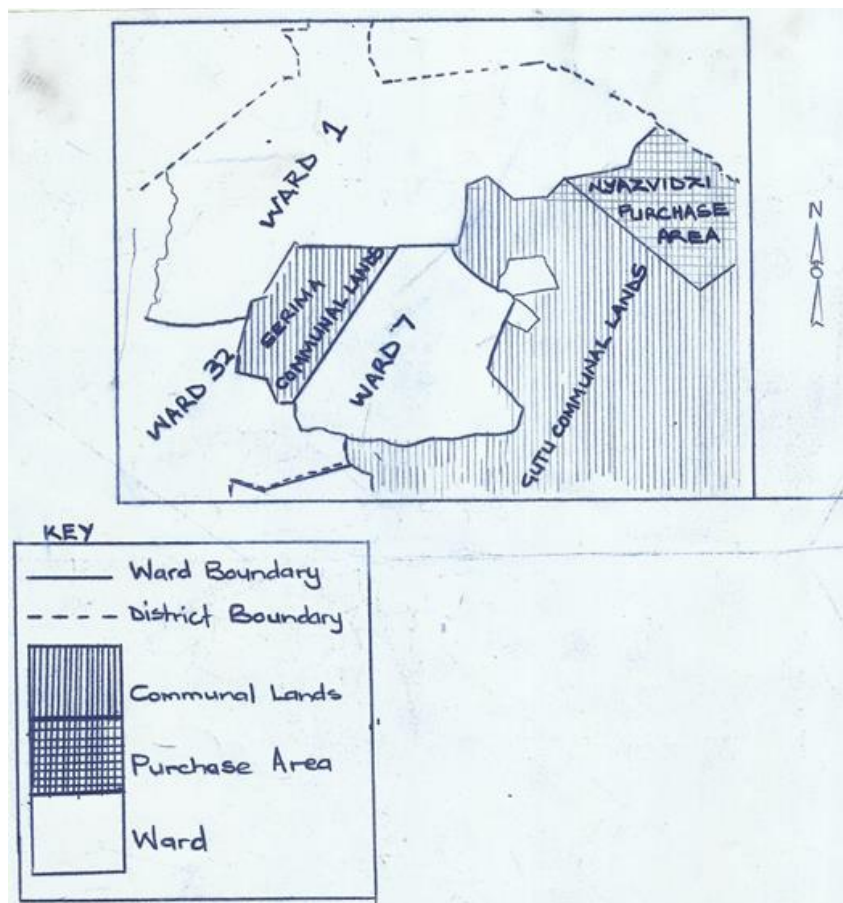 WARD 1
NYAZVIDZI
PURCHASE
AREA
N
SERIMA
COMMUNAL LANDS
WARD 7
WARD 32
GUTU COMMUNAL LANDS
KEY
Ward Boundary
District Boundary
Communal Lands
Purchase Area
Ward